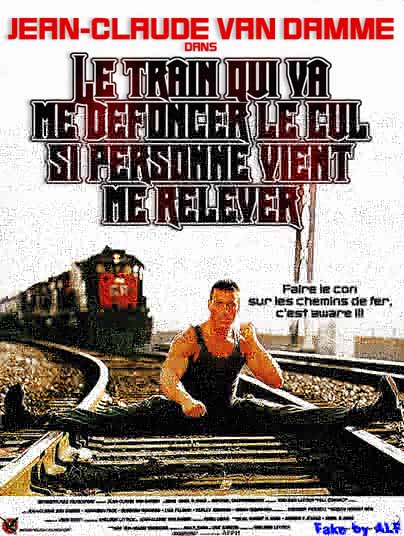 JEAN-CLAUDE VAN DAMME
DANS
LE TRAIN QUI VA
ME DEFONCER LE CUL
SI PERSONNE VIENT
ME RELEVER
Faire le con
sur les chemins de fer,
c'est aware !!!
Fake by ALF